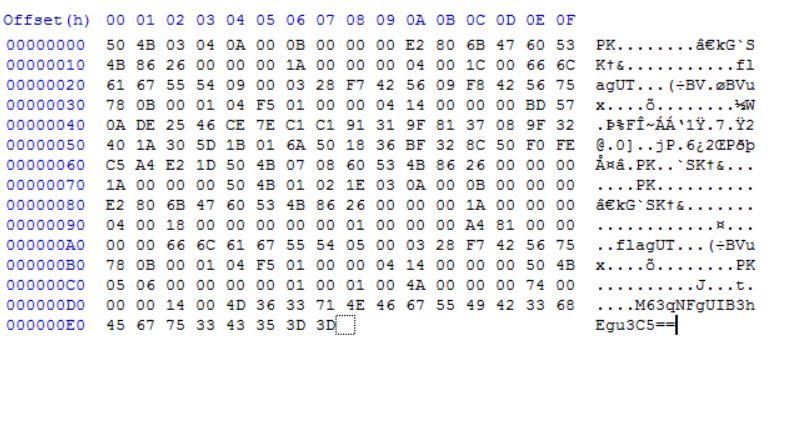 Offset(h) 00 01 02 03 04 05 06 07 08 09 0A 0B 0C 0D 0E 0F
00000000 50 4B 03 04 0A 00 0B 00 00 00 E2 80 6B 47 60 53 PK........â€kG`S
00000010 4B 86 26 00 00 00 1A 00 00 00 04 00 1C 00 66 6C K†&...........fl
00000020 61 67 55 54 09 00 03 28 F7 42 56 09 F8 42 56 75 agUT...(÷BV.øBVu
00000030 78 0B 00 01 04 F5 01 00 00 04 14 00 00 00 BD 57 x....õ........½W
00000040 0A DE 25 46 CE 7E C1 C1 91 31 9F 81 37 08 9F 32 .Þ%FÎ~ÁÁ‘1Ÿ.7.Ÿ2
00000050 40 1A 30 5D 1B 01 6A 50 18 36 BF 32 8C 50 F0 FE @.0]..jP.6¿2ŒPðþ
00000060 C5 A4 E2 1D 50 4B 07 08 60 53 4B 86 26 00 00 00 Å¤â.PK..`SK†&...
00000070 1A 00 00 00 50 4B 01 02 1E 03 0A 00 0B 00 00 00 ....PK..........
00000080 E2 80 6B 47 60 53 4B 86 26 00 00 00 1A 00 00 00 â€kG`SK†&.......
00000090 04 00 18 00 00 00 00 00 01 00 00 00 A4 81 00 00 ............¤...
000000A0 00 00 66 6C 61 67 55 54 05 00 03 28 F7 42 56 75 ..flagUT...(÷BVu
000000B0 78 0B 00 01 04 F5 01 00 00 04 14 00 00 00 50 4B x....õ........PK
000000C0 05 06 00 00 00 00 01 00 01 00 4A 00 00 00 74 00 ..........J...t.
000000D0 00 00 14 00 4D 36 33 71 4E 46 67 55 49 42 33 68 ....M63qNFgUIB3h
000000E0 45 67 75 33 43 35 3D 3D Egu3C5==